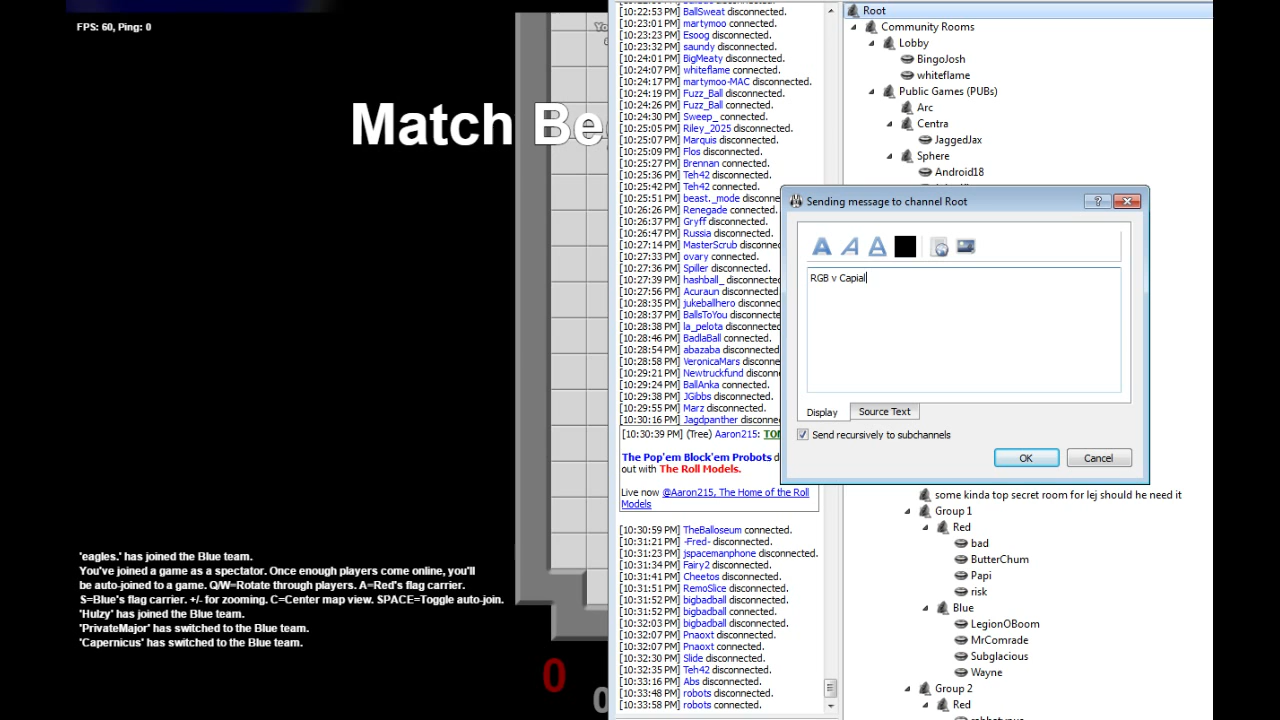 FPS: 60, Ping: 0
Match Be
'eagles.' has joined the Blue team.
You've joined a game as a spectator. Once enough players come online, you'll
be auto-joined to a game. Q/W=Rotate through players. A=Red's flag carrier.
S=Blue's flag carrier. +/- for zooming. C=Center map view. SPACE=Toggle auto-join.
'Hulzy' has joined the Blue team.
'PrivateMajor' has switched to the Blue team.
'Capernicus' has switched to the Blue team.
0
0
[10:22:53 PM] BallSweat disconnected.
[10:23:01 PM] martymoo connected.
[10:23:23 PM] Esoog disconnected.
[10:23:32 PM] saundy disconnected.
[10:24:01 PM] BigMeaty disconnected.
[10:24:07 PM] whiteflame connected.
[10:24:17 PM] martymoo-MAC disconnected.
[10:24:19 PM] Fuzz_Ball disconnected.
[10:24:26 PM] Fuzz_Ball connected.
[10:24:30 PM] Sweep_ connected.
[10:25:05 PM] Riley_2025 disconnected.
[10:25:07 PM] Marquis disconnected.
[10:25:09 PM] Flos disconnected.
[10:25:27 PM] Brennan connected.
[10:25:36 PM] Teh42 disconnected.
[10:25:42 PM] Teh42 connected.
[10:25:51 PM] beast._mode disconne
[10:26:26 PM] Renegade connected.
[10:26:37 PM] Gryff disconnected.
[10:26:47 PM] Russia disconnected.
[10:27:14 PM] MasterScrub disconne
[10:27:33 PM] ovary connected.
[10:27:36 PM] Spiller disconnected.
[10:27:39 PM] hashball_ disconnecte
[10:27:56 PM] Acuraun disconnected.
[10:28:35 PM] jukeballhero disconne
[10:28:37 PM] BallsToYou disconnect
[10:28:38 PM] la_pelota disconnecte
[10:28:46 PM] BadlaBall connected.
[10:28:54 PM] abazaba disconnected.
[10:28:58 PM] VeronicaMars disconn
[10:29:21 PM] Newtruckfund disconn
[10:29:24 PM] BallAnka connected.
[10:29:38 PM] JGibbs disconnected.
[10:29:55 PM] Marz disconnected.
[10:30:16 PM] Jagdpanther disconne
[10:30:39 PM] (Tree) Aaron215: TO
The Pop'em Block'em Probots d
out with The Roll Models.
Live now @Aaron215, The Home of the Roll
Models
[10:30:59 PM] TheBalloseum connected.
[10:31:21 PM] -Fred- disconnected.
[10:31:23 PM] jspacemanphone disconnected.
[10:31:34 PM] Fairy2 disconnected.
[10:31:41 PM] Cheetos disconnected.
[10:31:51 PM] RemoSlice disconnected.
[10:31:52 PM] bigbadball disconnected.
[10:31:52 PM] bigbadball connected.
[10:32:03 PM] bigbadball disconnected.
[10:32:07 PM] Pnaoxt disconnected.
[10:32:07 PM] Pnaoxt connected.
[10:32:30 PM] Slide disconnected.
[10:32:35 PM] Teh42 disconnected.
[10:33:16 PM] Abs disconnected.
[10:33:48 PM] robots disconnected.
[10:33:58 PM] robots connected.
Root
Community Rooms
Lobby
BingoJosh
whiteflame
Public Games (PUBs)
Arc
Centra
JaggedJax
Sphere
Android18
Sending message to channel Root
RGB v Capial
Display
Source Text
Send recursively to subchannels
OK
Cancel
some kinda top secret room for lej should he need it
Group 1
Red
bad
ButterChum
Papi
risk
Blue
LegionOBoom
MrComrade
Subglacious
Wayne
Group 2
Red